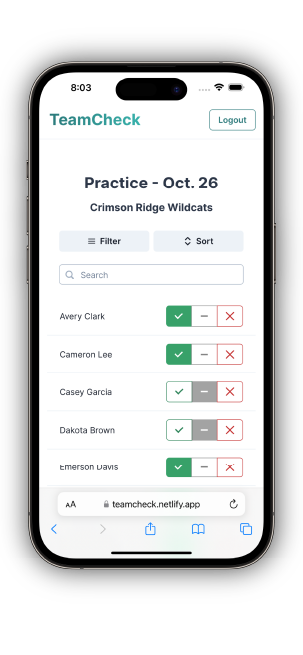 8:03
TeamCheck
Logout
Practice - Oct. 26
Crimson Ridge Wildcats
Filter
Sort
Search
Avery Clark
Cameron Lee
Casey Garcia
Dakota Brown
Emerson Davis
AA
teamcheck.netlify.app